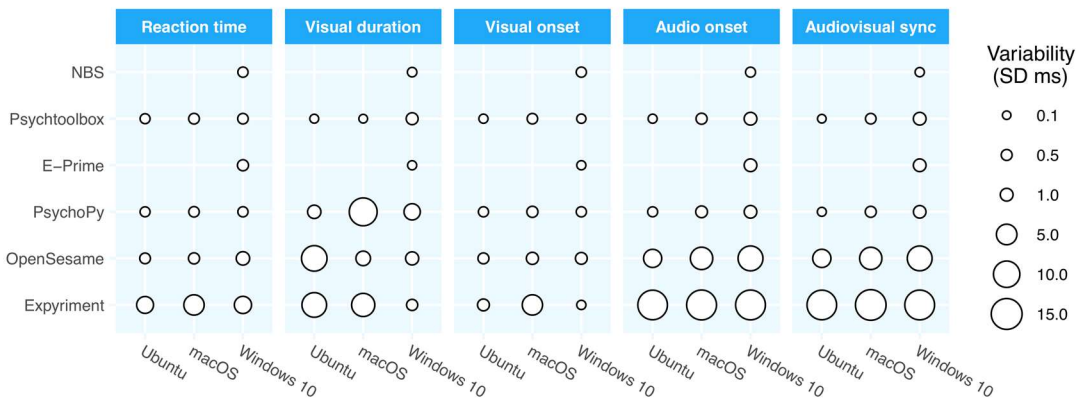 Reaction time
Visual duration
Visual onset
Audio onset
Audiovisual sync
NBS
Psychtoolbox
E−Prime
PsychoPy
OpenSesame
Expyriment
Ubuntu
macOS
Windows 10
Ubuntu
macOS
Windows 10
Ubuntu
macOS
Windows 10
Ubuntu
macOS
Windows 10
Ubuntu
macOS
Windows 10
Variability
(SD ms)
0.1
0.5
1.0
5.0
10.0
15.0